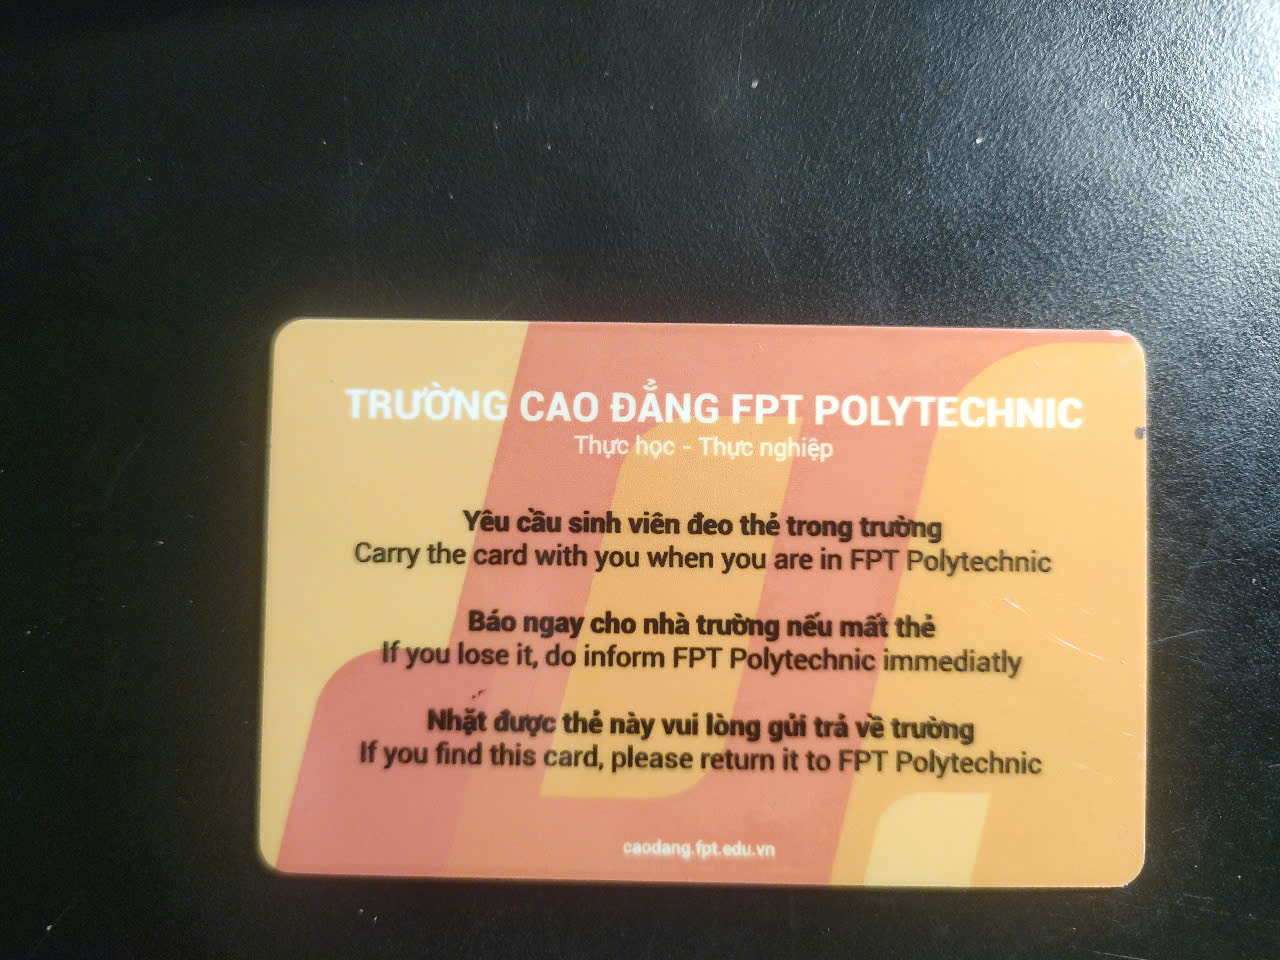 TRƯỜNG CAO ĐẲNG FPT POLYTECHNIC
Thực học - Thực nghiệp
Yêu cầu sinh viên đeo thẻ trong trường
Carry the card with you when you are in FPT Polytechnic
Báo ngay cho nhà trường nếu mất thẻ
If you lose it, do inform FPT Polytechnic immediatly
Nhặt được thẻ này vui lòng gửi trả về trường
If you find this card, please return it to FPT Polytechnic
caodang.fpt.edu.vn